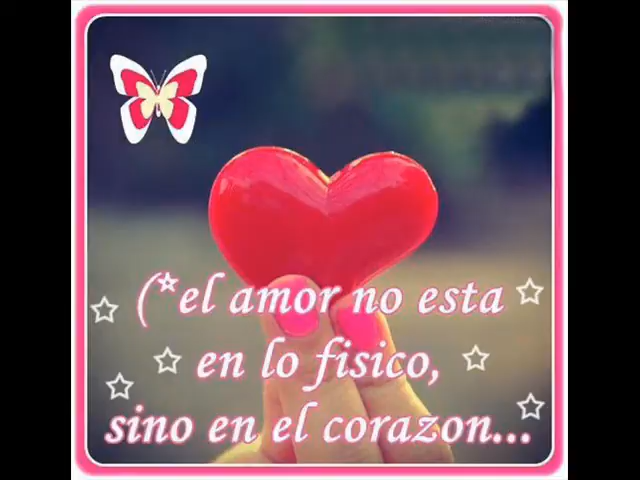 (*el amor no esta
en lo fisico,
sino en el corazon...